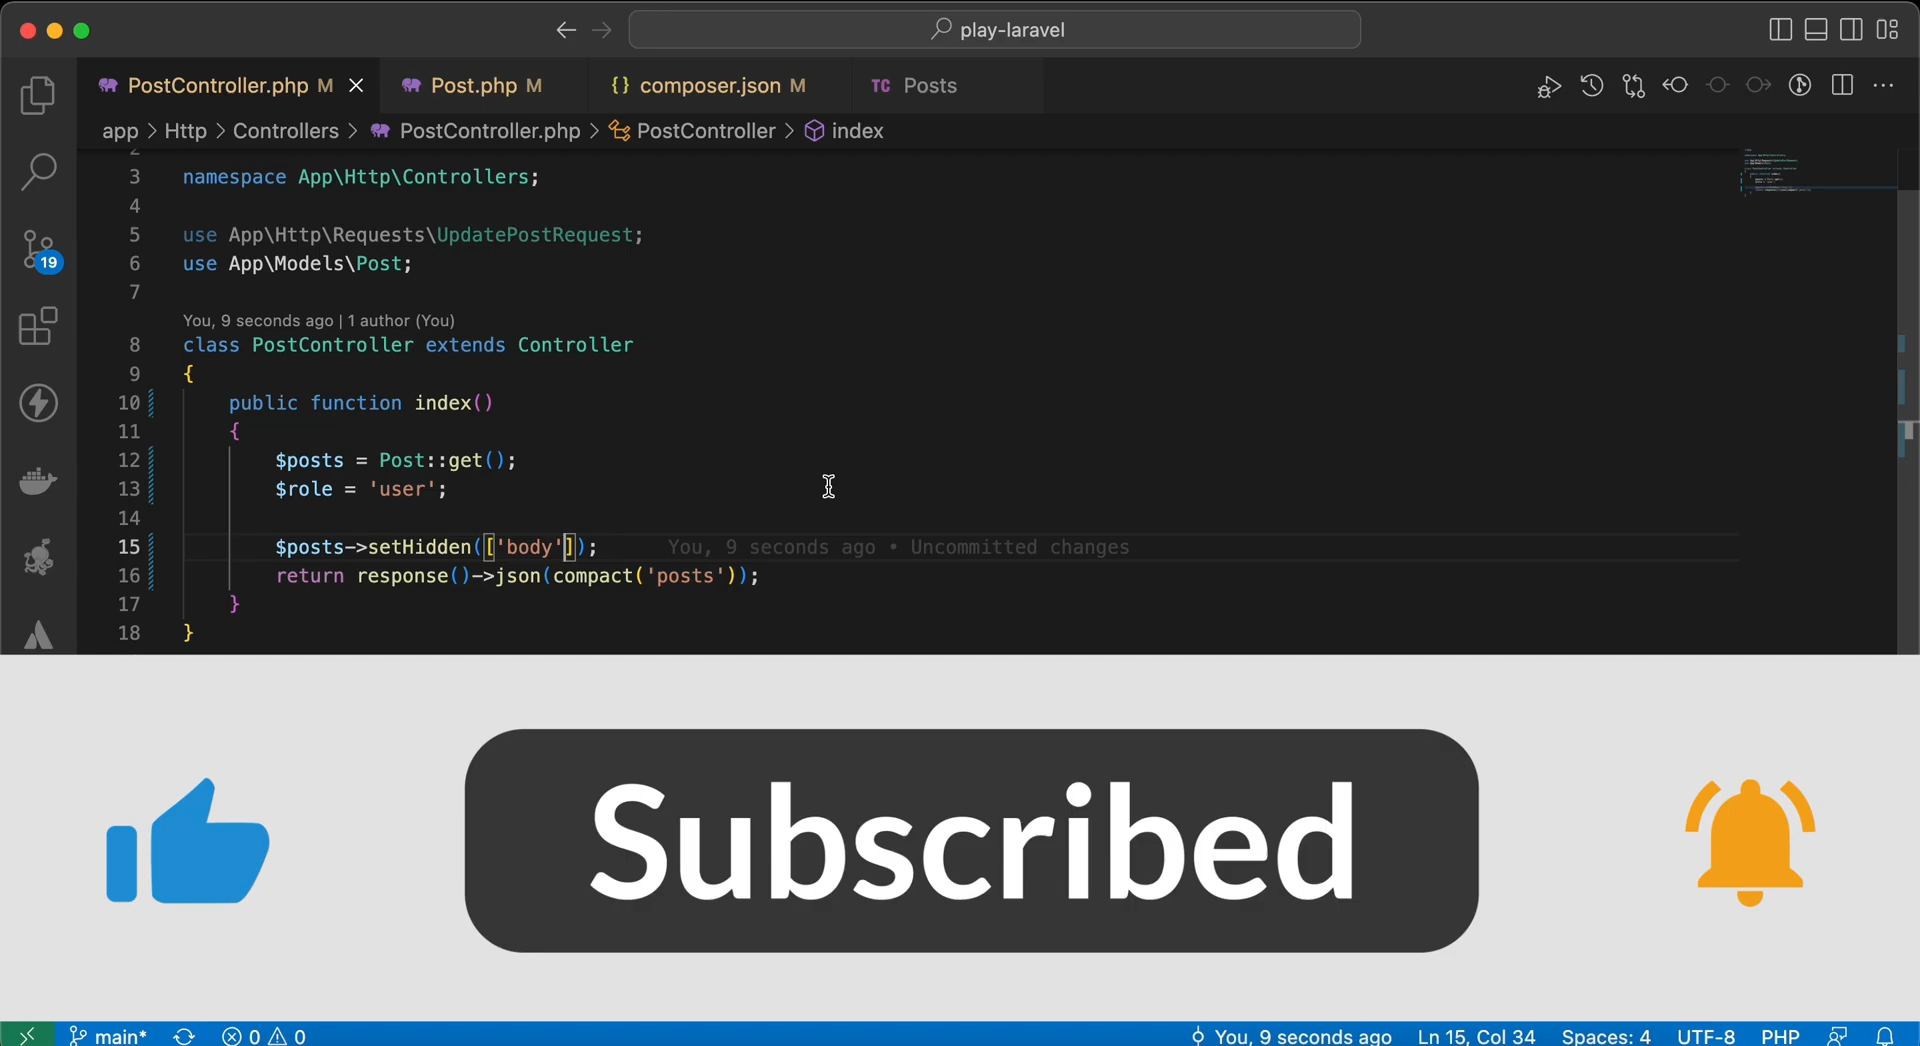 play-laravel
PostController.php M
Post.php M
{} composer.json M
TC Posts
app > Http > Controllers > PostController.php > PostController > index
2
3 namespace App\Http\Controllers;
4
5 use App\Http\Requests\UpdatePostRequest;
6 use App\Models\Post;
7
19
You, 9 seconds ago | 1 author (You)
8 class PostController extends Controller
9 {
10 public function index()
11 {
12 $posts = Post::get();
13 $role = 'user';
14
15 $posts->setHidden(['body']); You, 9 seconds ago • Uncommitted changes
16 return response()->json(compact('posts'));
17 }
18 }
Subscribed
main* 0 0 You, 9 seconds ago Ln 15, Col 34 Spaces: 4 UTF-8 PHP